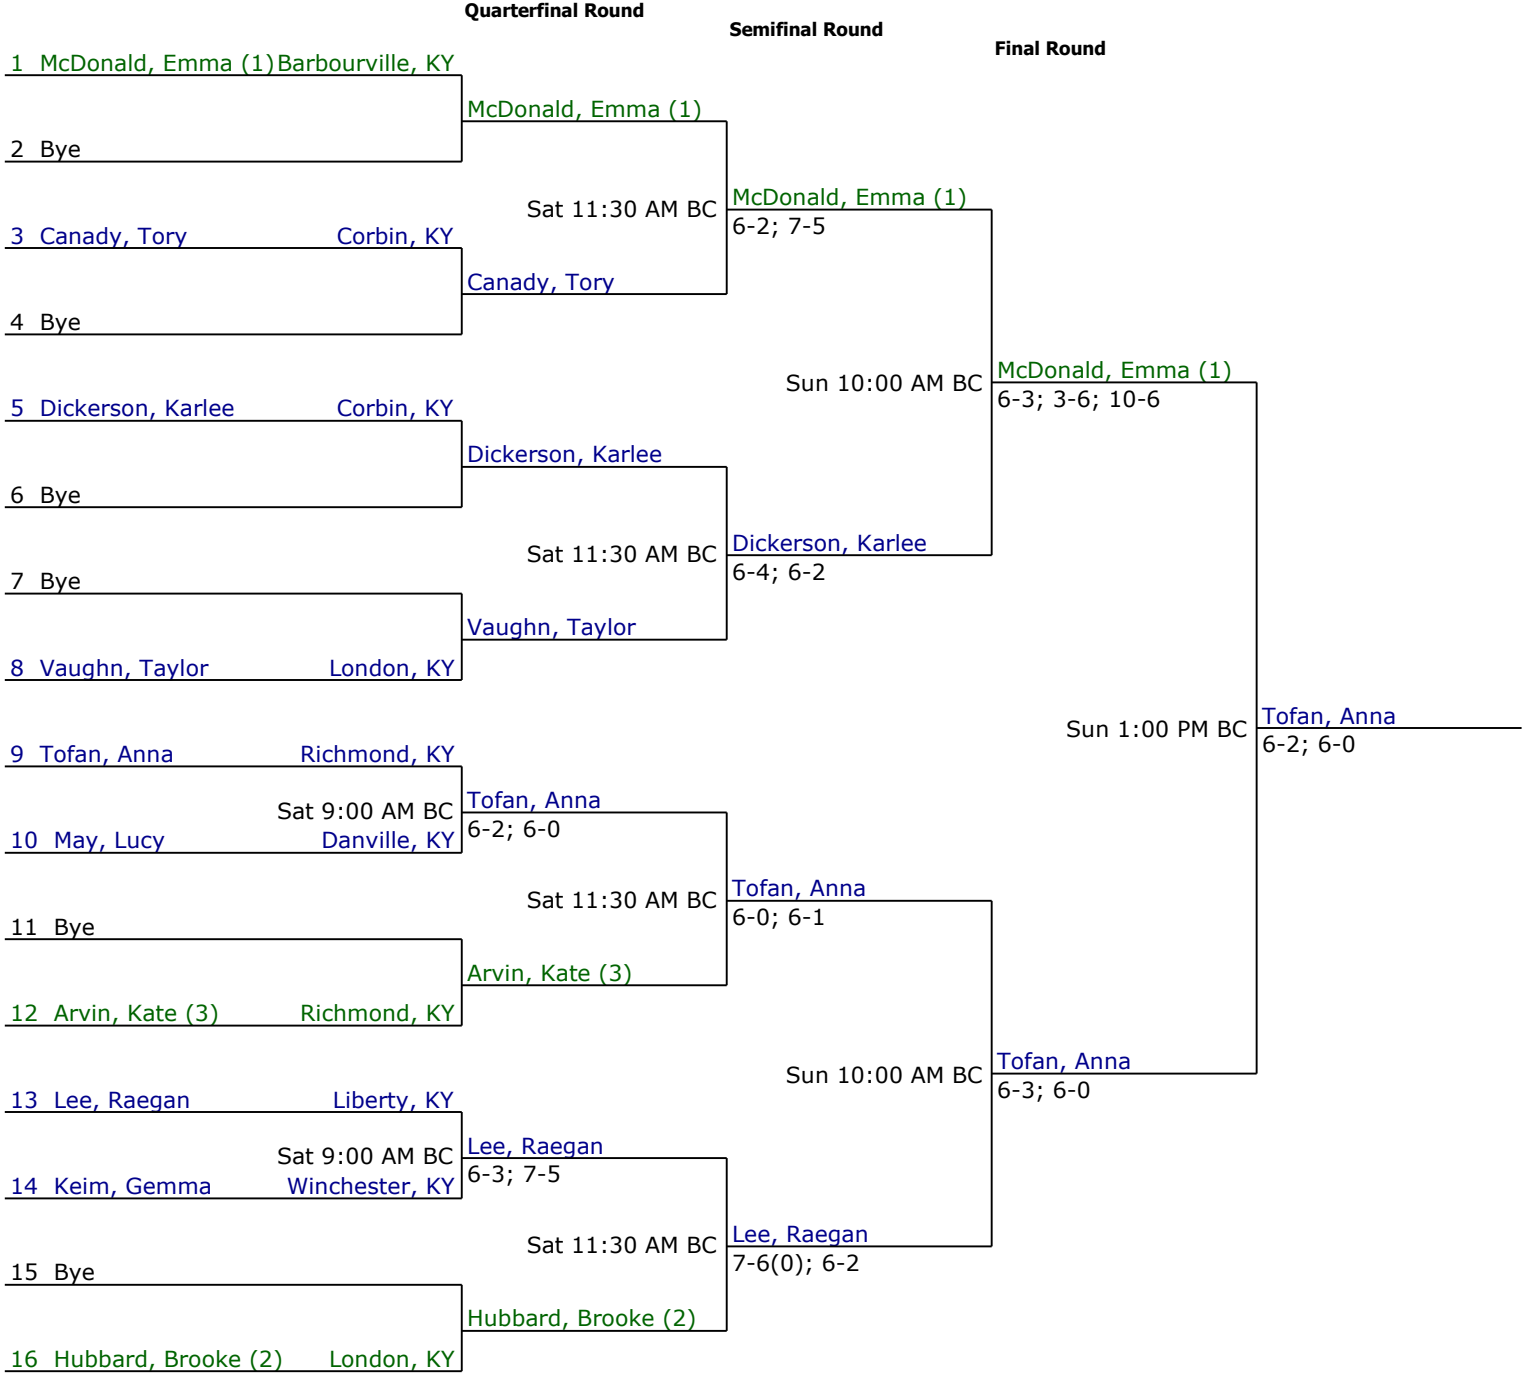 Quarterfinal Round
Semifinal Round
Final Round
1 McDonald, Emma (1) Barbourville, KY
McDonald, Emma (1)
2 Bye
Sat 11:30 AM BC
McDonald, Emma (1)
6-2; 7-5
3 Canady, Tory Corbin, KY
Canady, Tory
4 Bye
Sun 10:00 AM BC
McDonald, Emma (1)
6-3; 3-6; 10-6
5 Dickerson, Karlee Corbin, KY
Dickerson, Karlee
6 Bye
Sat 11:30 AM BC
Dickerson, Karlee
6-4; 6-2
7 Bye
Vaughn, Taylor
8 Vaughn, Taylor London, KY
Sun 1:00 PM BC
Tofan, Anna
6-2; 6-0
9 Tofan, Anna Richmond, KY
Sat 9:00 AM BC
Tofan, Anna
6-2; 6-0
10 May, Lucy Danville, KY
Sat 11:30 AM BC
Tofan, Anna
6-0; 6-1
11 Bye
Arvin, Kate (3)
12 Arvin, Kate (3) Richmond, KY
Sun 10:00 AM BC
Tofan, Anna
6-3; 6-0
13 Lee, Raegan Liberty, KY
Sat 9:00 AM BC
Lee, Raegan
6-3; 7-5
14 Keim, Gemma Winchester, KY
Sat 11:30 AM BC
Lee, Raegan
7-6(0); 6-2
15 Bye
Hubbard, Brooke (2)
16 Hubbard, Brooke (2) London, KY